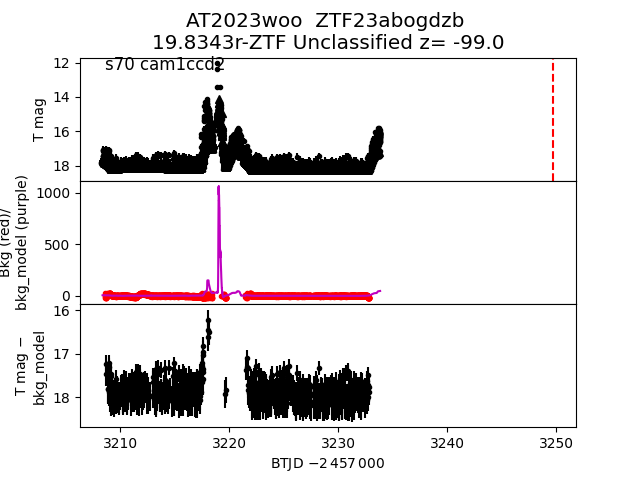 AT2023woo  ZTF23abogdzb
19.8343r-ZTF Unclassified z= -99.0
s70 cam1ccd2
T mag
12
14
16
18
Bkg (red)/
bkg_model (purple)
1000
500
0
T mag −
bkg_model
16
17
18
3210
3220
3230
3240
3250
BTJD −2 457 000